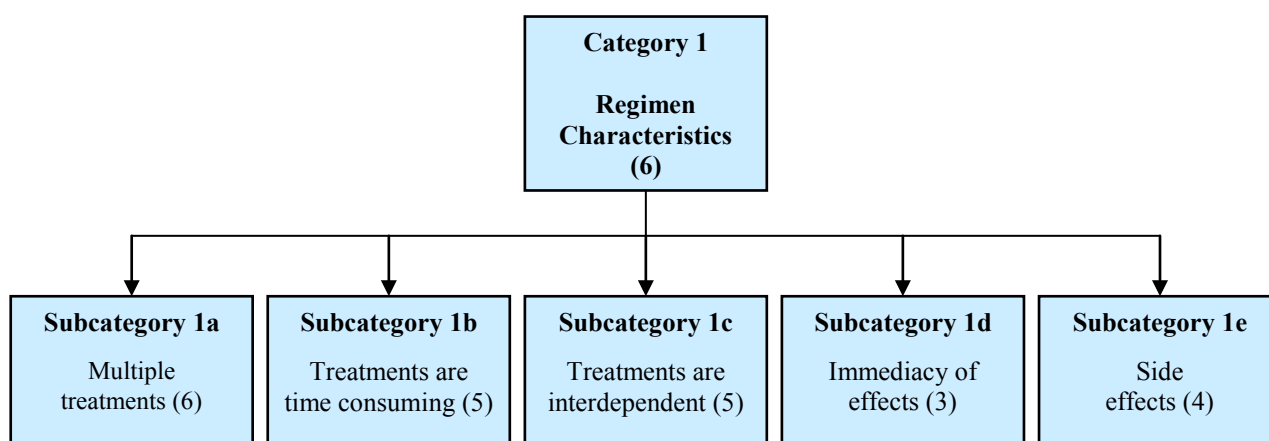 Category 1
Regimen
Characteristics
(6)
Subcategory 1a
Multiple
treatments (6)
Subcategory 1b
Treatments are
time consuming (5)
Subcategory 1c
Treatments are
interdependent (5)
Subcategory 1d
Immediacy of
effects (3)
Subcategory 1e
Side
effects (4)